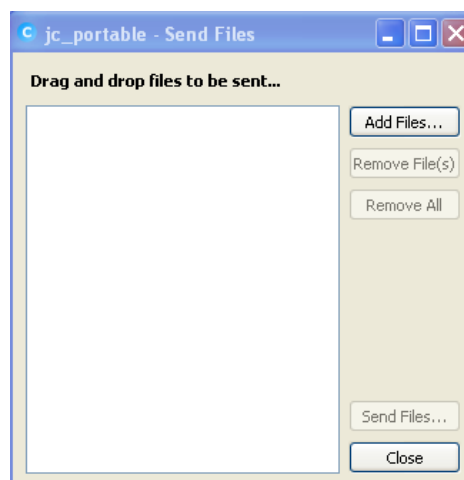 C jc_portable - Send Files
Drag and drop files to be sent...
Add Files...
Remove File(s)
Remove All
Send Files...
Close